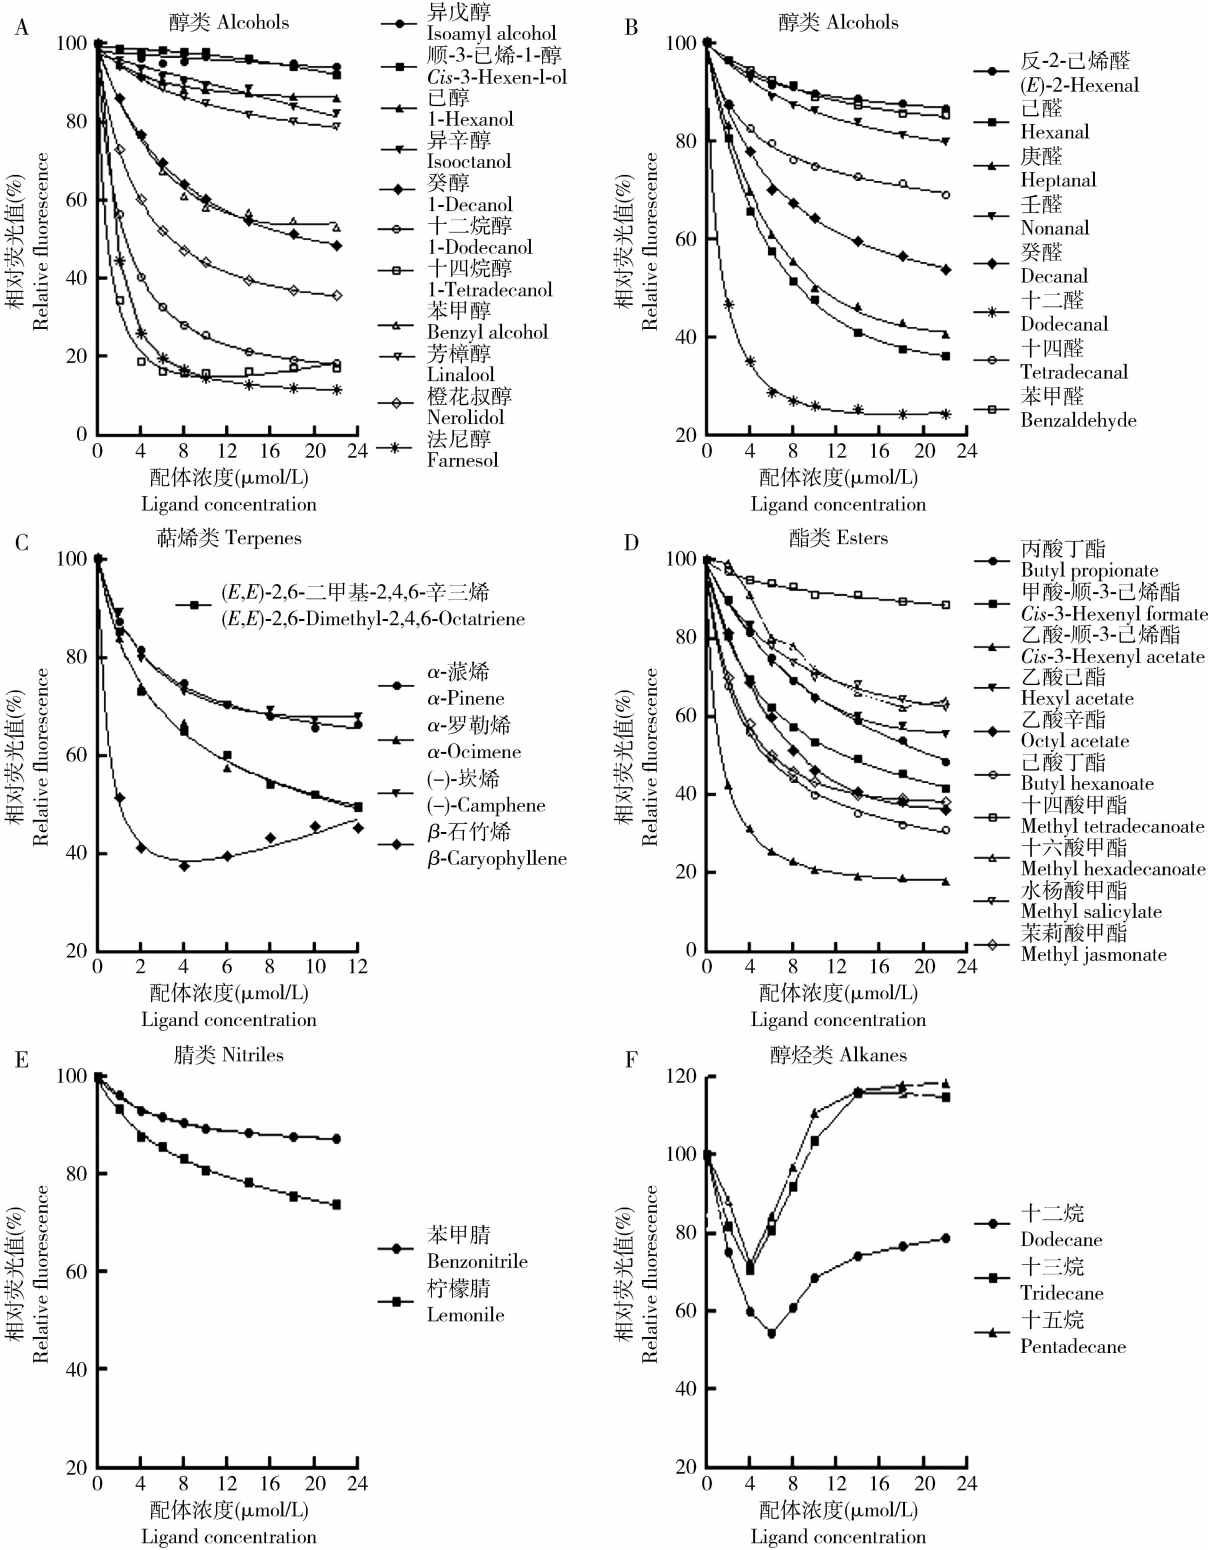 A
醇类 Alcohols
100
80
60
40
20
0
0 4 8 12 16 20 24
相对荧光值(%)
Relative fluorescence
配体浓度(μmol/L)
Ligand concentration
异戊醇
Isoamyl alcohol
顺-3-已烯-1-醇
Cis-3-Hexen-l-ol
己醇
1-Hexanol
异辛醇
Isooctanol
癸醇
1-Decanol
十二烷醇
1-Dodecanol
十四烷醇
1-Tetradecanol
苯甲醇
Benzyl alcohol
芳樟醇
Linalool
橙花叔醇
Nerolidol
法尼醇
Farnesol
B
醇类 Alcohols
100
80
60
40
20
0 4 8 12 16 20 24
相对荧光值(%)
Relative fluorescence
配体浓度(μmol/L)
Ligand concentration
反-2-己烯醛
(E)-2-Hexenal
己醛
Hexanal
庚醛
Heptanal
壬醛
Nonanal
癸醛
Decanal
十二醛
Dodecanal
十四醛
Tetradecanal
苯甲醛
Benzaldehyde
C
萜烯类 Terpenes
100
80
60
40
20
0 2 4 6 8 10 12
相对荧光值(%)
Relative fluorescence
配体浓度(μmol/L)
Ligand concentration
(E,E)-2,6-二甲基-2,4,6-辛三烯
(E,E)-2,6-Dimethyl-2,4,6-Octatriene
α-蒎烯
α-Pinene
α-罗勒烯
α-Ocimene
(−)-崁烯
(−)-Camphene
β-石竹烯
β-Caryophyllene
D
酯类 Esters
100
80
60
40
20
0
0 4 8 12 16 20 24
相对荧光值(%)
Relative fluorescence
配体浓度(μmol/L)
Ligand concentration
丙酸丁酯
Butyl propionate
甲酸-顺-3-己烯酯
Cis-3-Hexenyl formate
乙酸-顺-3-己烯酯
Cis-3-Hexenyl acetate
乙酸己酯
Hexyl acetate
乙酸辛酯
Octyl acetate
己酸丁酯
Butyl hexanoate
十四酸甲酯
Methyl tetradecanoate
十六酸甲酯
Methyl hexadecanoate
水杨酸甲酯
Methyl salicylate
茉莉酸甲酯
Methyl jasmonate
E
腈类 Nitriles
100
80
60
40
20
0 4 8 12 16 20 24
相对荧光值(%)
Relative fluorescence
配体浓度(μmol/L)
Ligand concentration
苯甲腈
Benzonitrile
柠檬腈
Lemonile
F
醇烃类 Alkanes
120
100
80
60
40
20
0 4 8 12 16 20 24
相对荧光值(%)
Relative fluorescence
配体浓度(μmol/L)
Ligand concentration
十二烷
Dodecane
十三烷
Tridecane
十五烷
Pentadecane